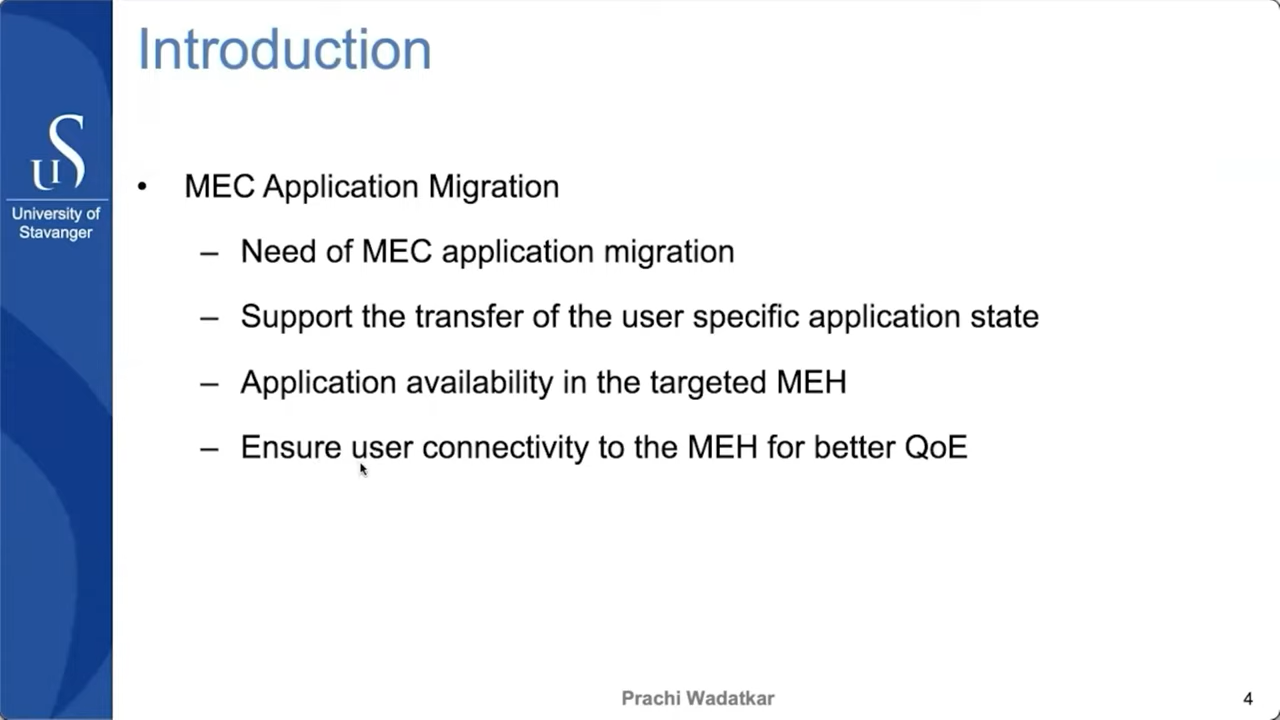 Introduction
US
University of
Stavanger
• MEC Application Migration
– Need of MEC application migration
– Support the transfer of the user specific application state
– Application availability in the targeted MEH
– Ensure user connectivity to the MEH for better QoE
Prachi Wadatkar
4